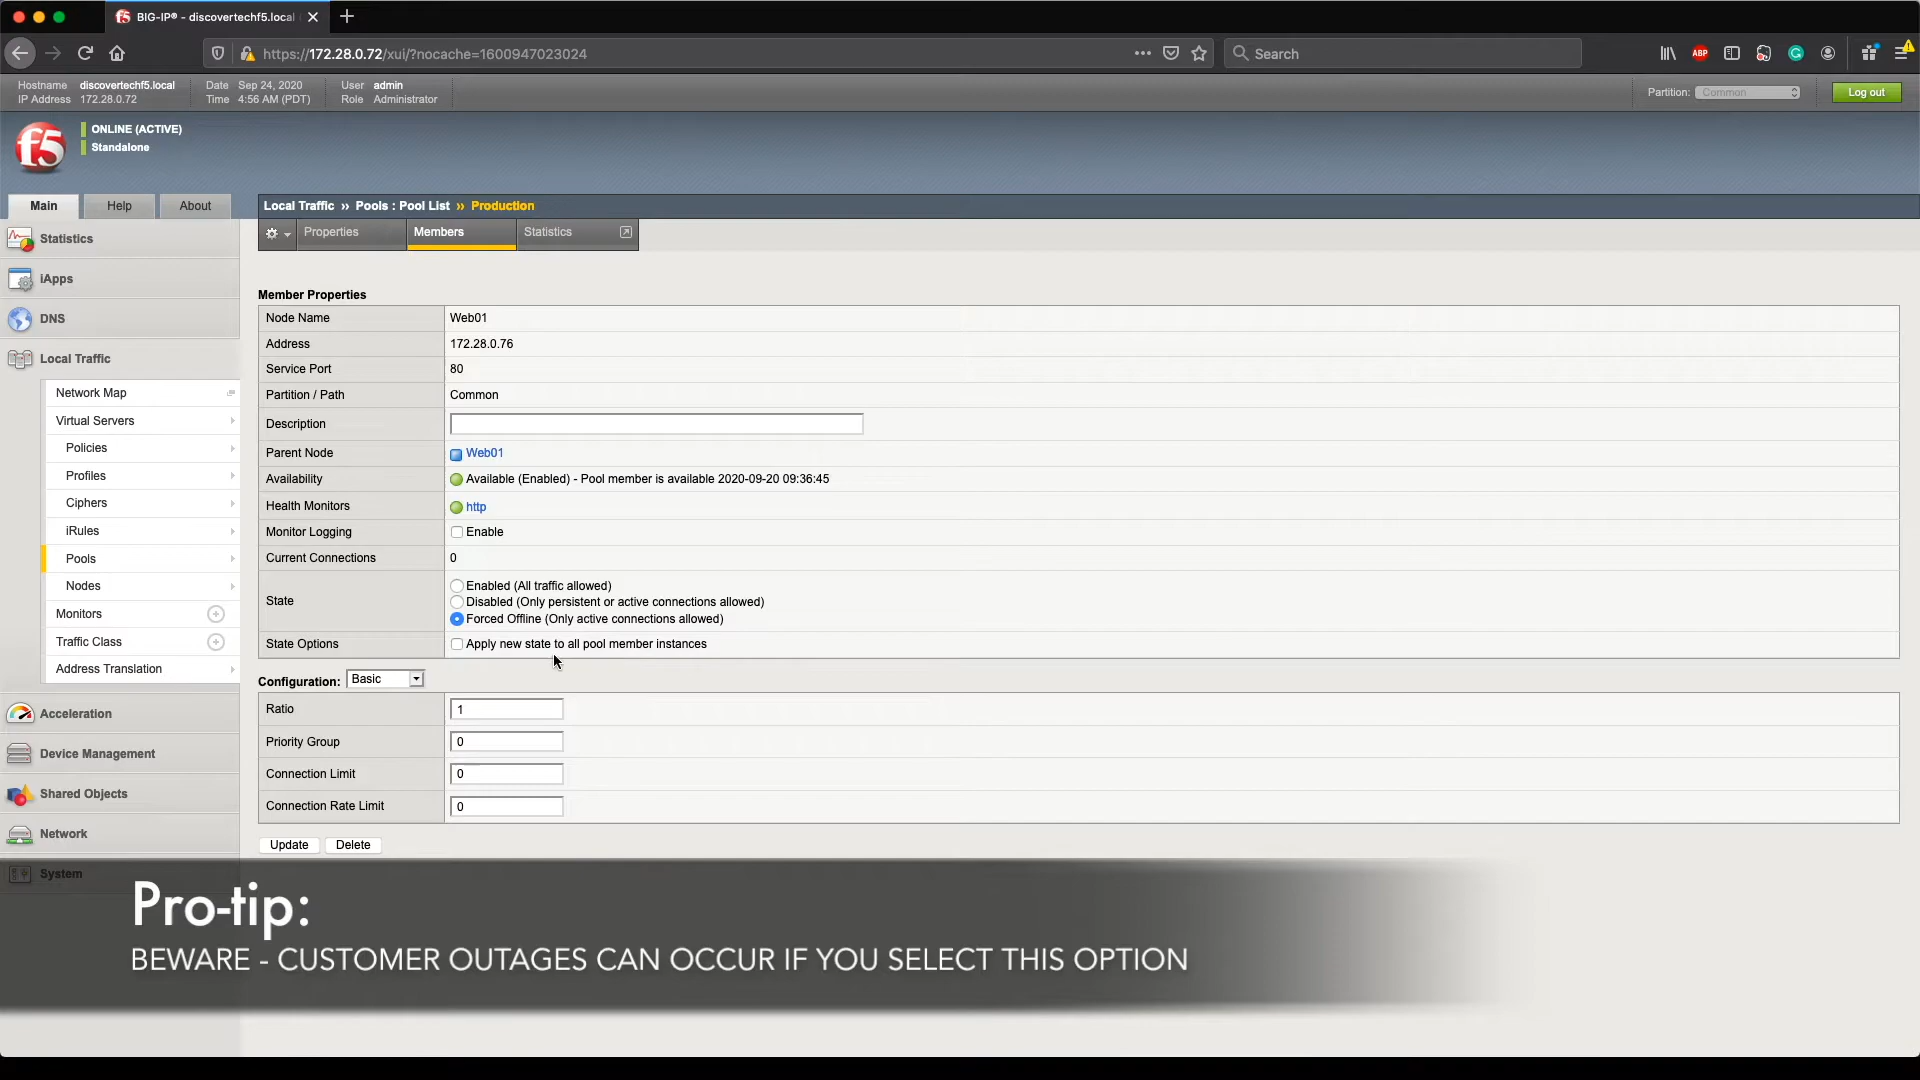 BIG-IP® - discovertechf5.local
https://172.28.0.72/xui/?nocache=1600947023024
Search
ABP
Hostname discovertechf5.local
IP Address 172.28.0.72
Date Sep 24, 2020
Time 4:56 AM (PDT)
User admin
Role Administrator
Partition: Common
Log out
f5
ONLINE (ACTIVE)
Standalone
Main
Help
About
Local Traffic » Pools : Pool List » Production
Properties
Members
Statistics
Statistics
iApps
DNS
Local Traffic
Network Map
Virtual Servers
Policies
Profiles
Ciphers
iRules
Pools
Nodes
Monitors
Traffic Class
Address Translation
Acceleration
Device Management
Shared Objects
Network
System
Member Properties
Node Name Web01
Address 172.28.0.76
Service Port 80
Partition / Path Common
Description
Parent Node Web01
Availability Available (Enabled) - Pool member is available 2020-09-20 09:36:45
Health Monitors http
Monitor Logging Enable
Current Connections 0
State
Enabled (All traffic allowed)
Disabled (Only persistent or active connections allowed)
Forced Offline (Only active connections allowed)
State Options Apply new state to all pool member instances
Configuration: Basic
Ratio 1
Priority Group 0
Connection Limit 0
Connection Rate Limit 0
Update Delete
Pro-tip:
BEWARE - CUSTOMER OUTAGES CAN OCCUR IF YOU SELECT THIS OPTION